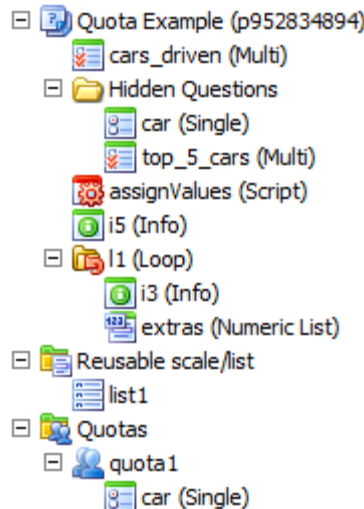 Quota Example (p952834894)
cars_driven (Multi)
Hidden Questions
car (Single)
top_5_cars (Multi)
assignValues (Script)
i5 (Info)
l1 (Loop)
i3 (Info)
extras (Numeric List)
Reusable scale/list
list1
Quotas
quota1
car (Single)